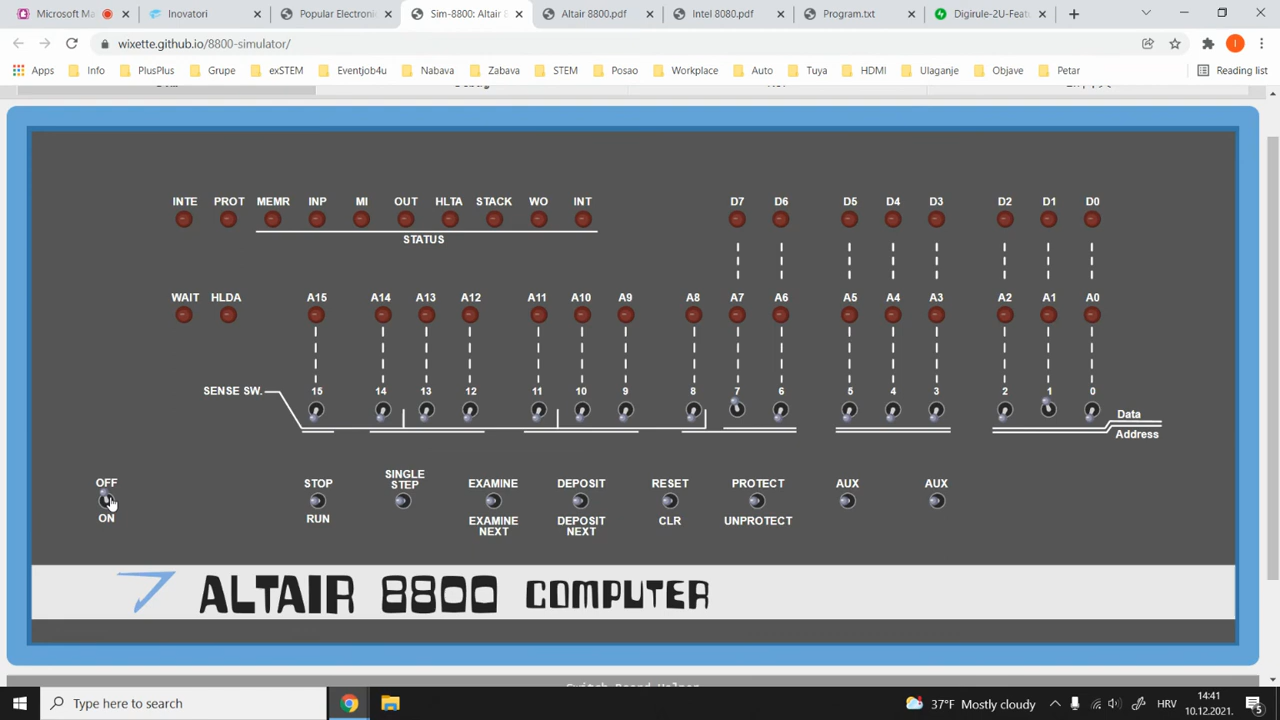 Microsoft Ma
Inovatori
Popular Electronic
Sim-8800: Altair 8
Altair 8800.pdf
Intel 8080.pdf
Program.txt
Digirule-2U-Feat
wixette.github.io/8800-simulator/
Apps
Info
PlusPlus
Grupe
exSTEM
Eventjob4u
Nabava
Zabava
STEM
Posao
Workplace
Auto
Tuya
HDMI
Ulaganje
Objave
Petar
Reading list
INTE PROT MEMR INP MI OUT HLTA STACK WO INT D7 D6 D5 D4 D3 D2 D1 D0
STATUS
WAIT HLDA A15 A14 A13 A12 A11 A10 A9 A8 A7 A6 A5 A4 A3 A2 A1 A0
SENSE SW. 15 14 13 12 11 10 9 8 7 6 5 4 3 2 1 0
Data
Address
OFF
ON
STOP
RUN
SINGLE
STEP
EXAMINE
EXAMINE
NEXT
DEPOSIT
DEPOSIT
NEXT
RESET
CLR
PROTECT
UNPROTECT
AUX
AUX
ALTAIR 8800 COMPUTER
Type here to search
37°F Mostly cloudy
HRV
14:41
10.12.2021.
5